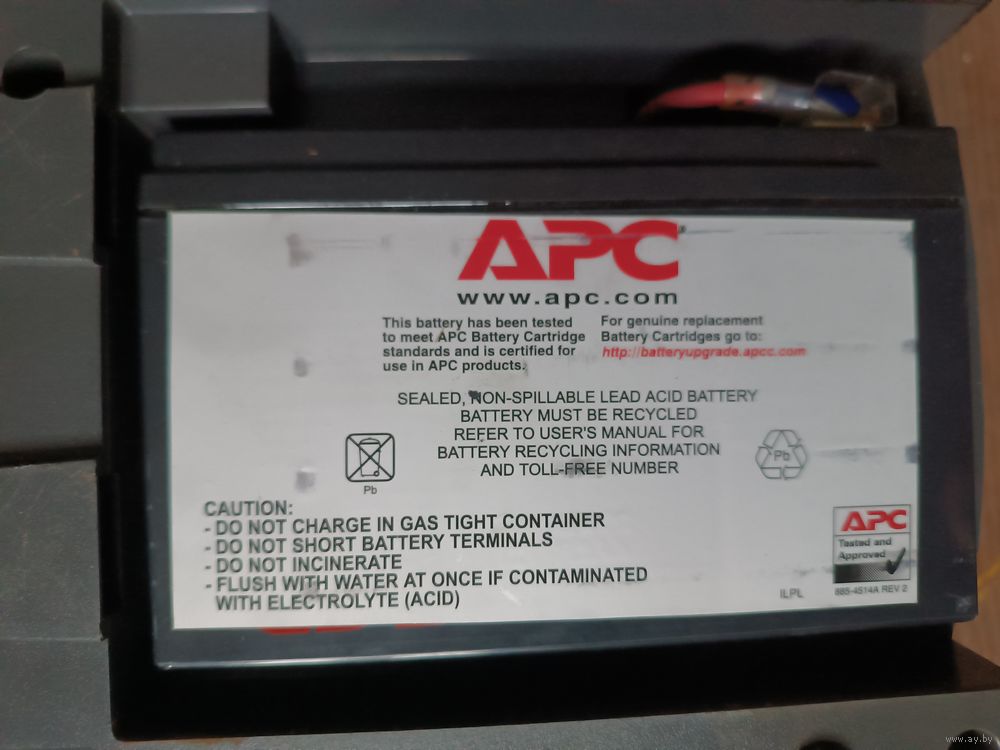 APC
www.apc.com
This battery has been tested
to meet APC Battery Cartridge
standards and is certified for
use in APC products.
For genuine replacement
Battery Cartridges go to:
http://batteryupgrade.apcc.com
SEALED, NON-SPILLABLE LEAD ACID BATTERY
BATTERY MUST BE RECYCLED
REFER TO USER'S MANUAL FOR
BATTERY RECYCLING INFORMATION
AND TOLL-FREE NUMBER
Pb
Pb
CAUTION:
- DO NOT CHARGE IN GAS TIGHT CONTAINER
- DO NOT SHORT BATTERY TERMINALS
- DO NOT INCINERATE
- FLUSH WITH WATER AT ONCE IF CONTAMINATED
WITH ELECTROLYTE (ACID)
APC
Tested and
Approved
ILPL
885-4514A REV 2
www.ay.by